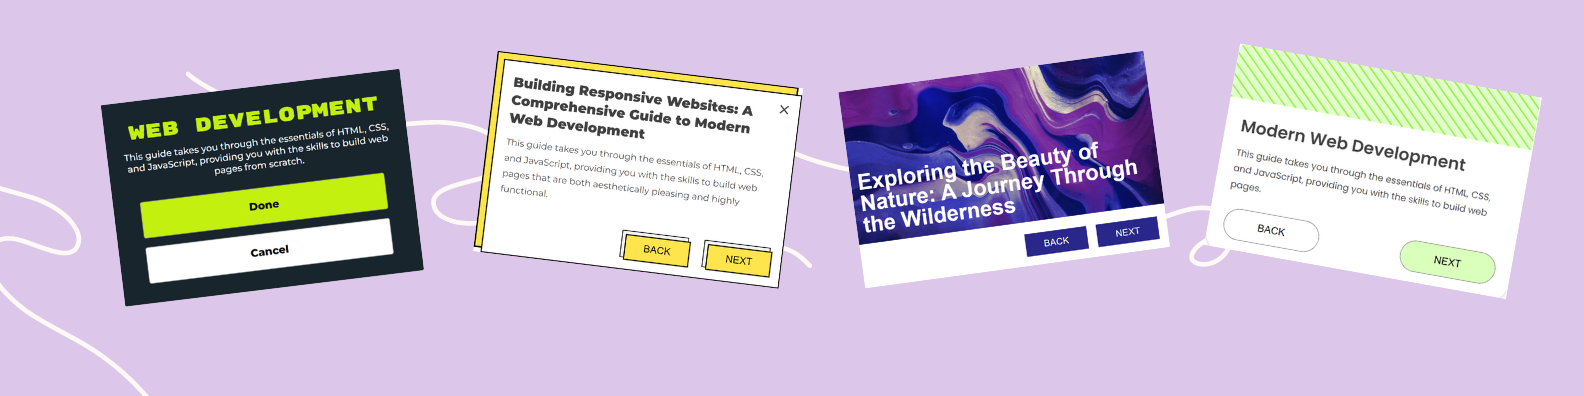 WEB DEVELOPMENT
This guide takes you through the essentials of HTML, CSS,
and JavaScript, providing you with the skills to build web
pages from scratch.
Done
Cancel
Building Responsive Websites: A
Comprehensive Guide to Modern
Web Development
This guide takes you through the essentials of HTML, CSS,
and JavaScript, providing you with the skills to build web
pages that are both aesthetically pleasing and highly
functional.
BACK
NEXT
Exploring the Beauty of
Nature: A Journey Through
the Wilderness
BACK
NEXT
Modern Web Development
This guide takes you through the essentials of HTML, CSS,
and JavaScript, providing you with the skills to build web
pages.
BACK
NEXT